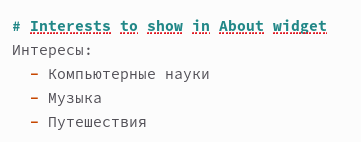 # Interests to show in About widget
Интересы:
- Компьютерные науки
- Музыка
- Путешествия